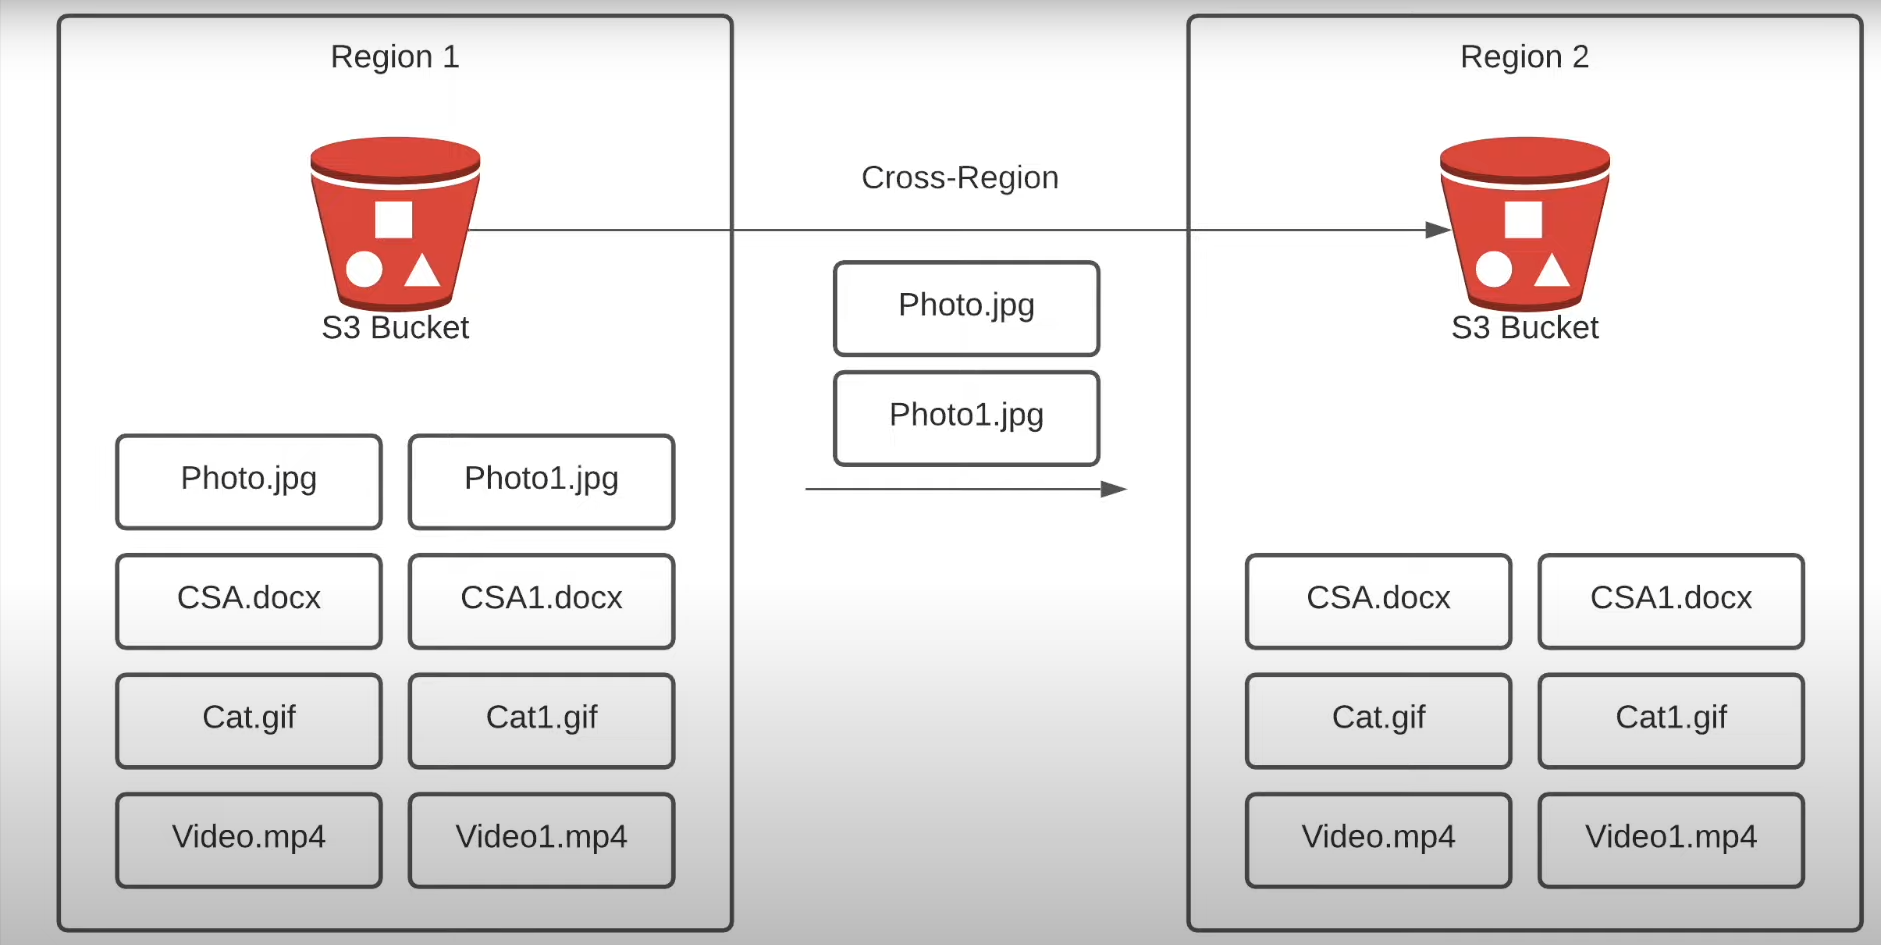 Region 1
S3 Bucket
Photo.jpg
Photo1.jpg
CSA.docx
CSA1.docx
Cat.gif
Cat1.gif
Video.mp4
Video1.mp4
Cross-Region
Photo.jpg
Photo1.jpg
Region 2
S3 Bucket
CSA.docx
CSA1.docx
Cat.gif
Cat1.gif
Video.mp4
Video1.mp4